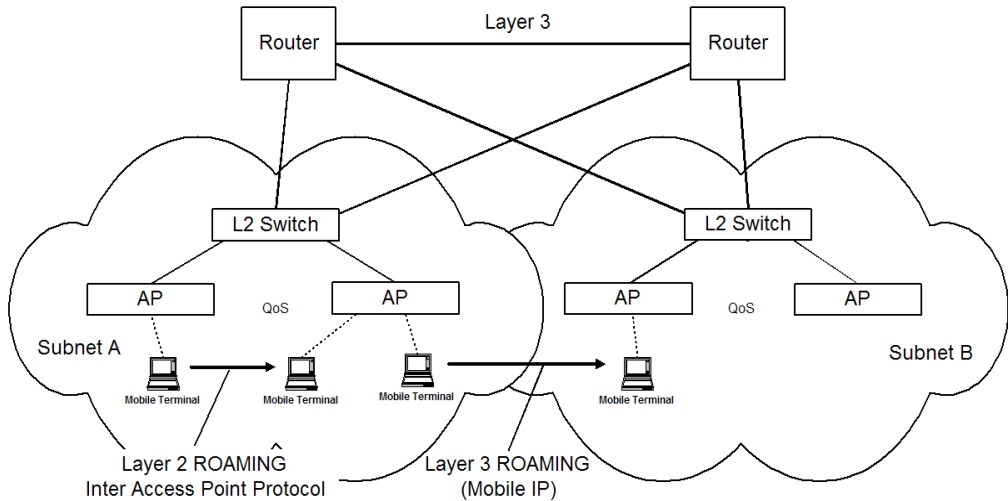 Layer 3
Router
Router
L2 Switch
L2 Switch
AP
AP
AP
AP
QoS
QoS
Subnet A
Subnet B
Mobile Terminal
Mobile Terminal
Mobile Terminal
Mobile Terminal
Layer 2 ROAMING
Inter Access Point Protocol
Layer 3 ROAMING
(Mobile IP)